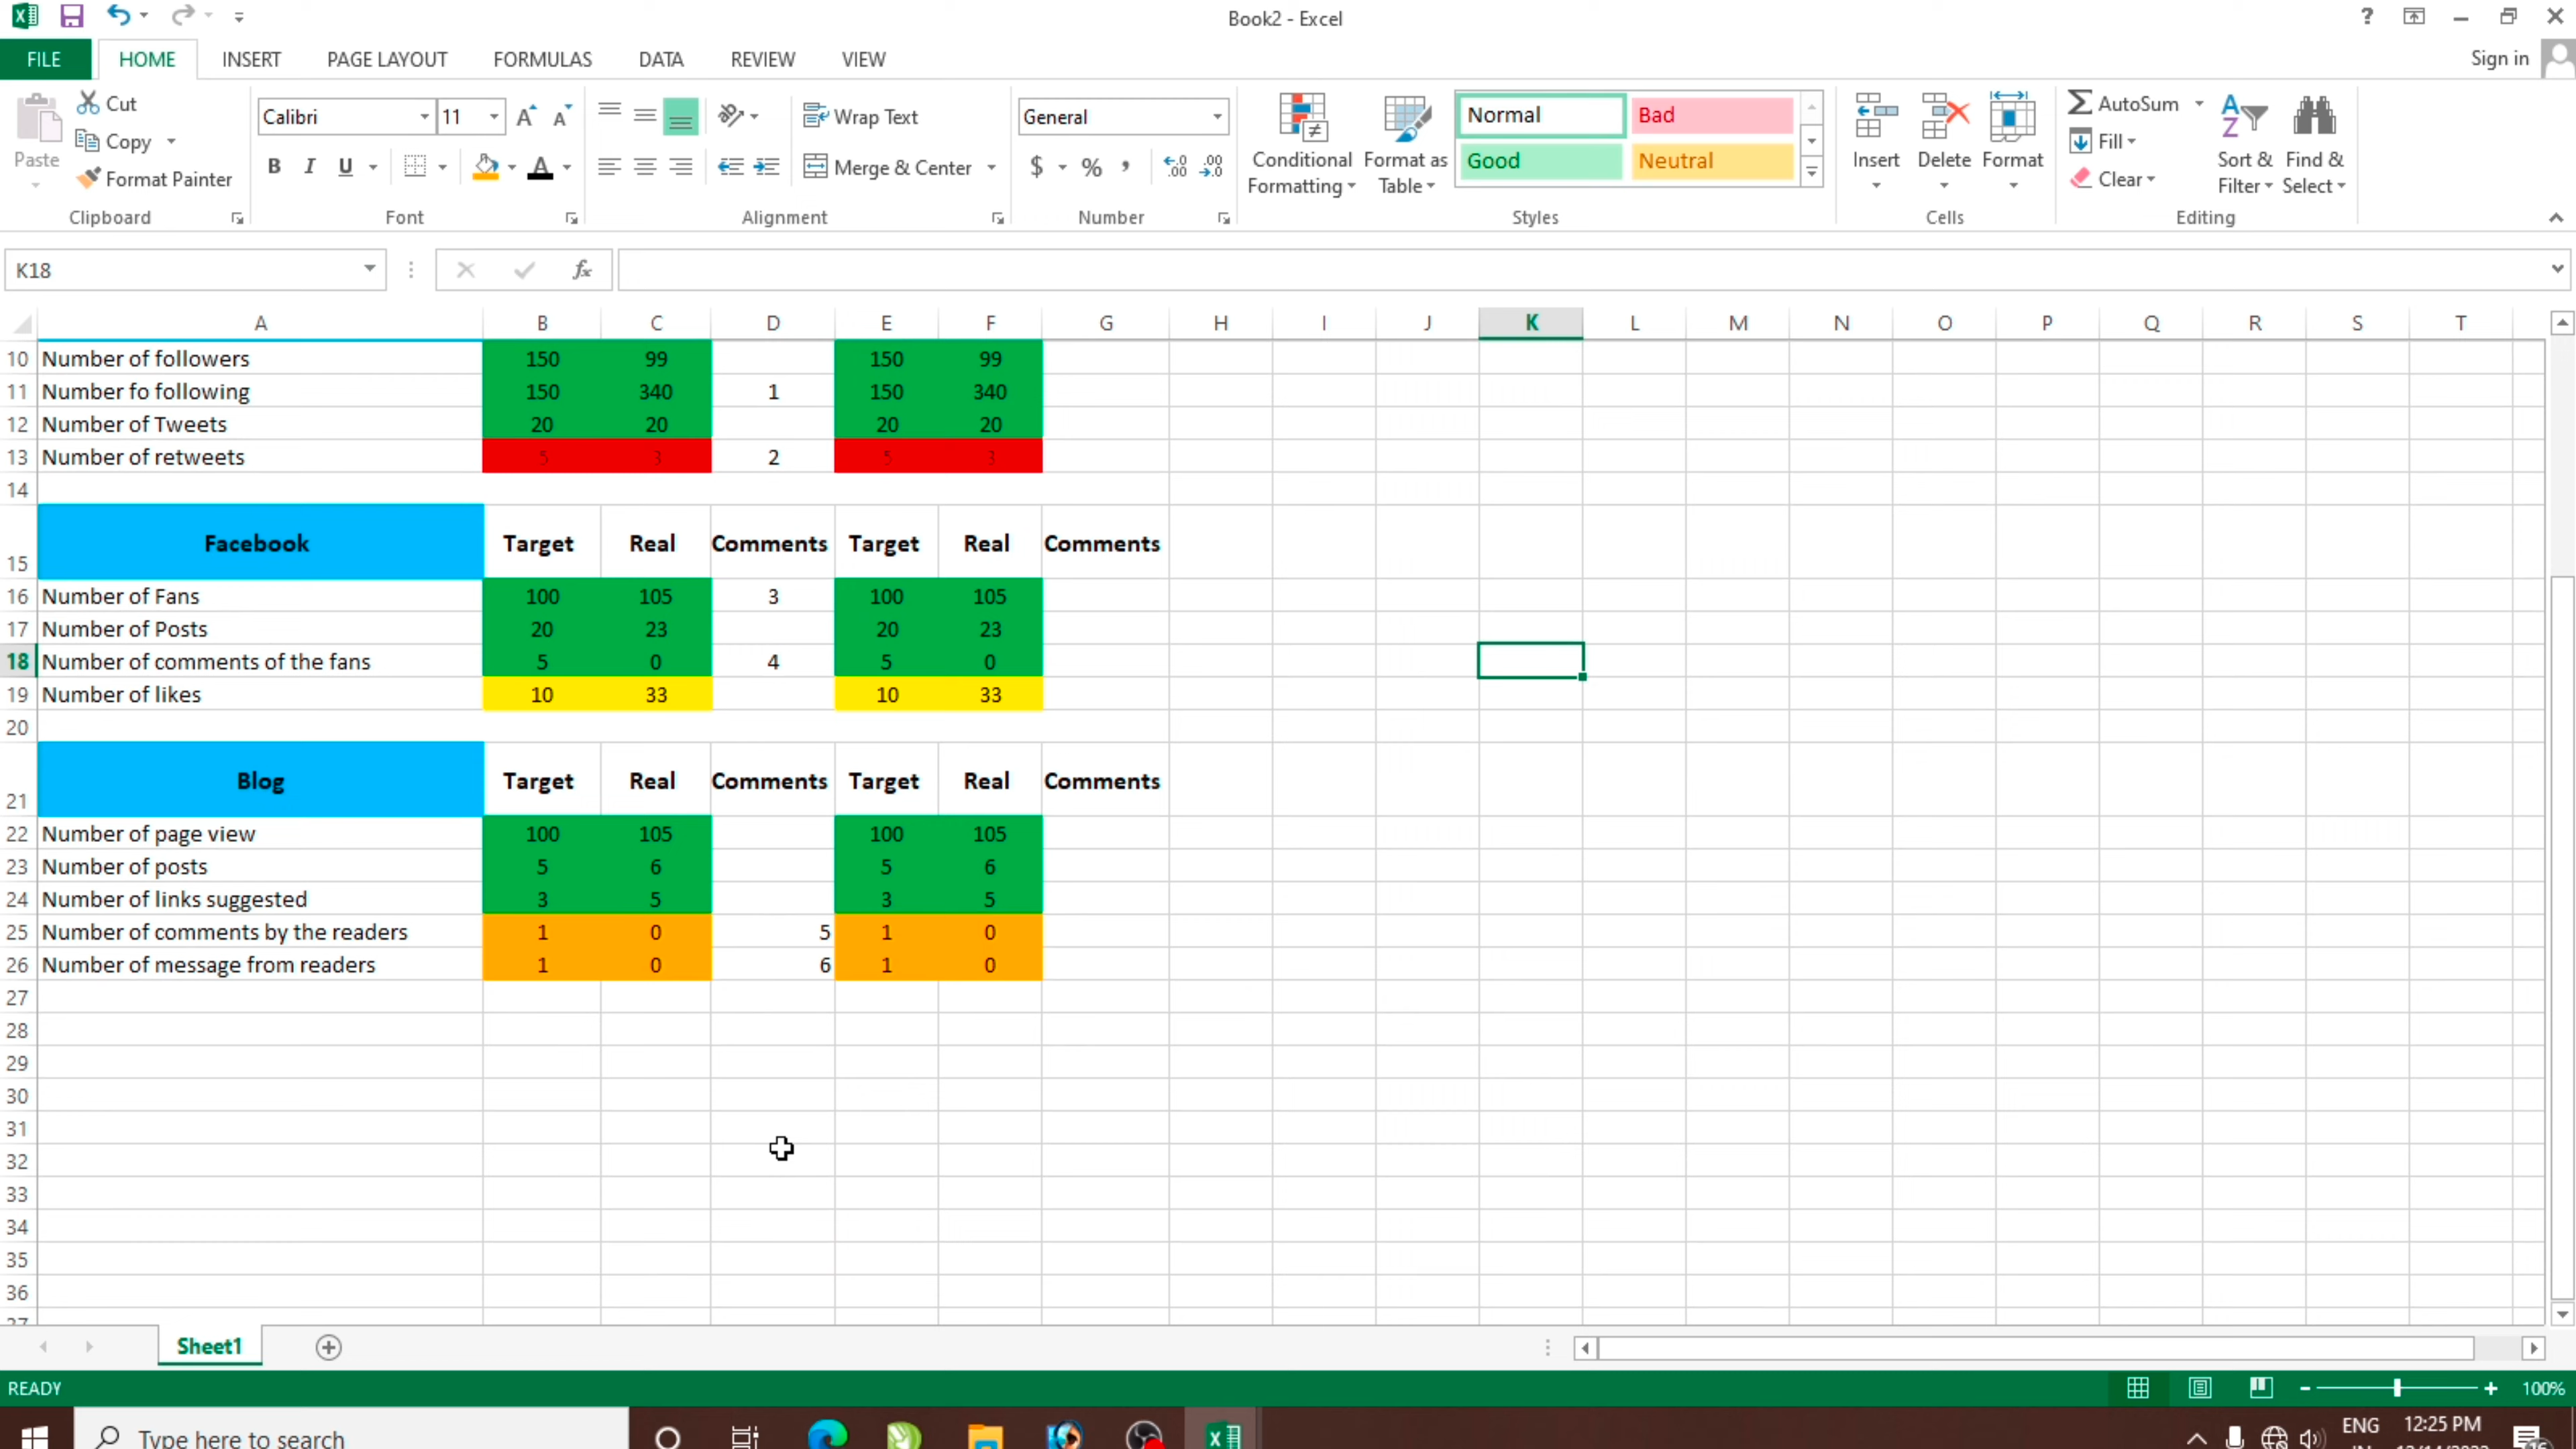 Book2 - Excel
FILE HOME INSERT PAGE LAYOUT FORMULAS DATA REVIEW VIEW Sign in
Paste Cut Copy Format Painter Clipboard
Calibri 11 B I U A Font
Wrap Text Merge & Center Alignment
General $ % , Number
Conditional Formatting Format as Table Normal Bad Good Neutral Styles
Insert Delete Format Cells
AutoSum Fill Clear Sort & Filter Find & Select Editing
K18 fx
A B C D E F G H I J K L M N O P Q R S T
10 Number of followers 150 99 150 99
11 Number fo following 150 340 1 150 340
12 Number of Tweets 20 20 20 20
13 Number of retweets 5 3 2 5 3
14
15 Facebook Target Real Comments Target Real Comments
16 Number of Fans 100 105 3 100 105
17 Number of Posts 20 23 20 23
18 Number of comments of the fans 5 0 4 5 0
19 Number of likes 10 33 10 33
20
21 Blog Target Real Comments Target Real Comments
22 Number of page view 100 105 100 105
23 Number of posts 5 6 5 6
24 Number of links suggested 3 5 3 5
25 Number of comments by the readers 1 0 5 1 0
26 Number of message from readers 1 0 6 1 0
27
28
29
30
31
32
33
34
35
36
Sheet1
READY 100%
Type here to search ENG 12:25 PM